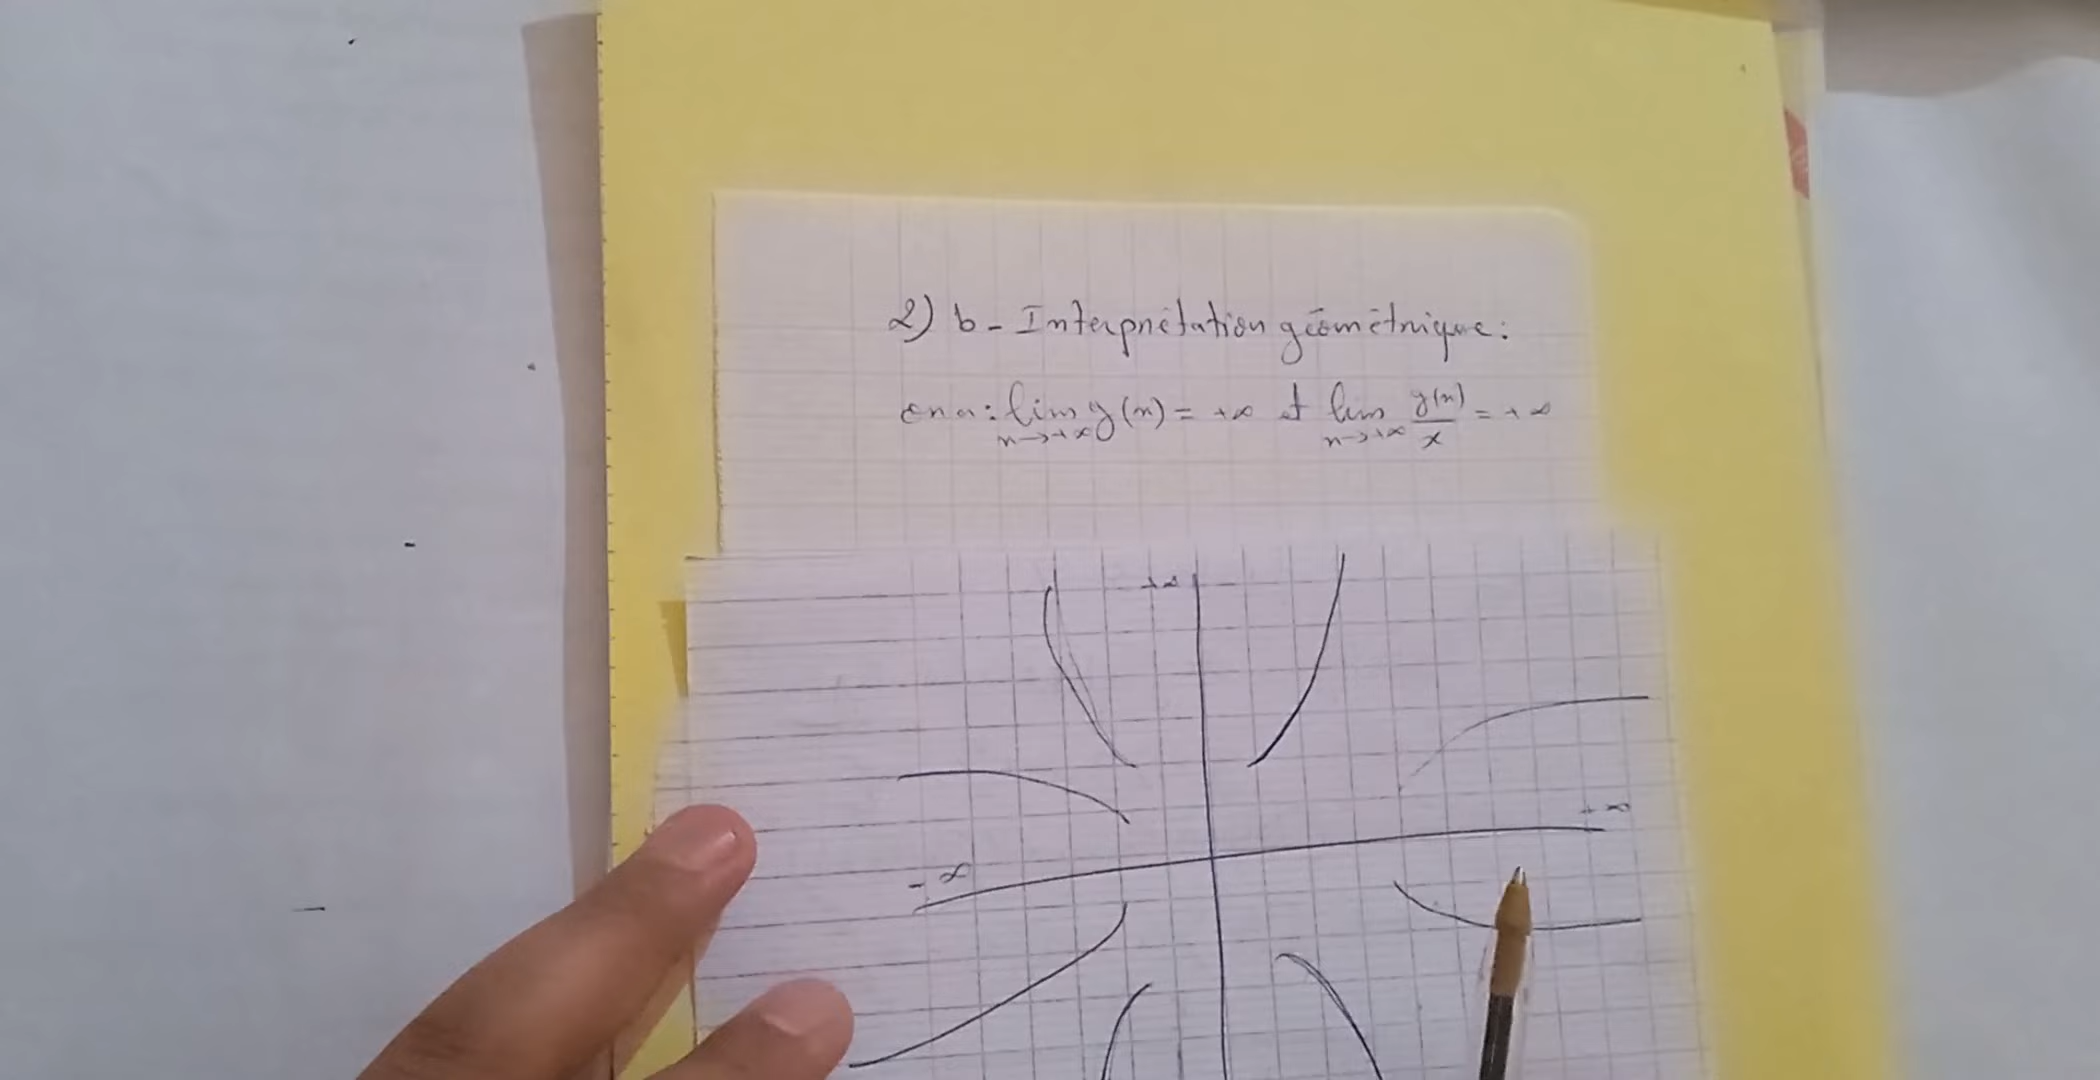 2) b - Interprétation géométrique:
on a: lim g(x) = +∞ et lim g(x)/x = +∞
x→+∞ x→+∞
+∞
+∞
- ∞